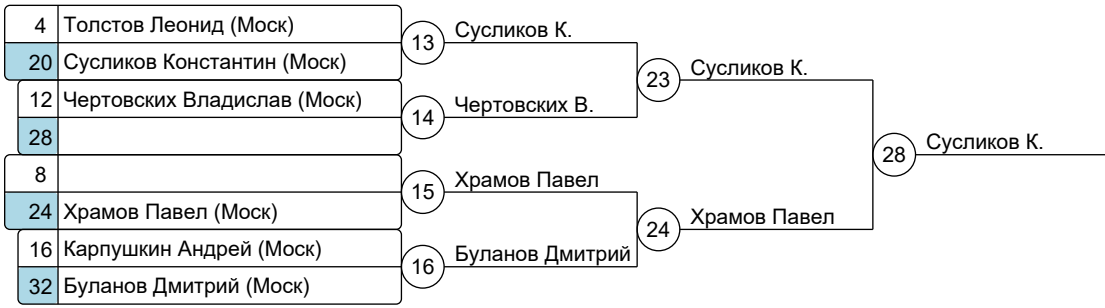 4 Толстов Леонид (Моск)
13 Сусликов К.
20 Сусликов Константин (Моск)
23 Сусликов К.
12 Чертовских Владислав (Моск)
14 Чертовских В.
28
28 Сусликов К.
8
15 Храмов Павел
24 Храмов Павел (Моск)
24 Храмов Павел
16 Карпушкин Андрей (Моск)
16 Буланов Дмитрий
32 Буланов Дмитрий (Моск)